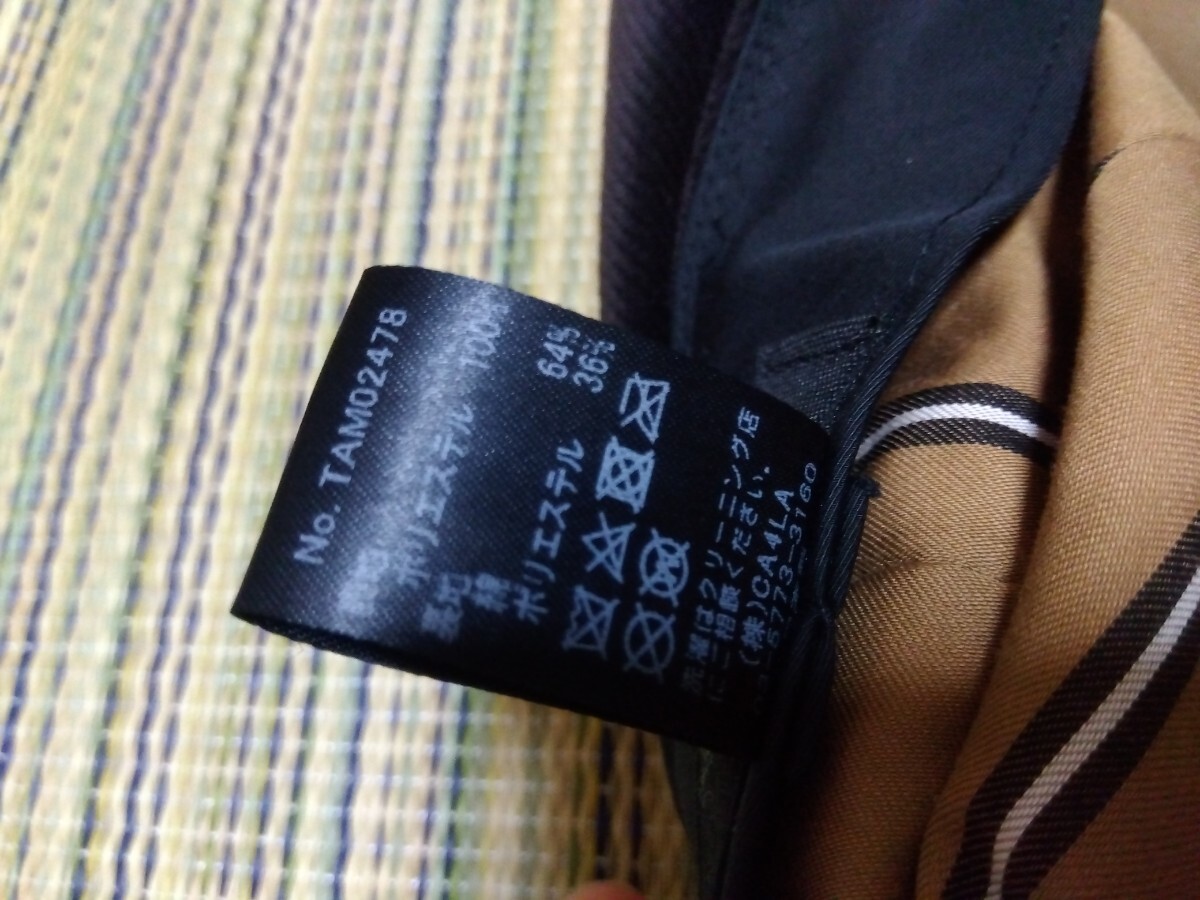 No. TAM02478
ポリエステル 100%
裏地
綿 64%
ポリエステル 36%
洗濯はクリーニング店
にご相談ください.
(株)CA4LA
5773-3160